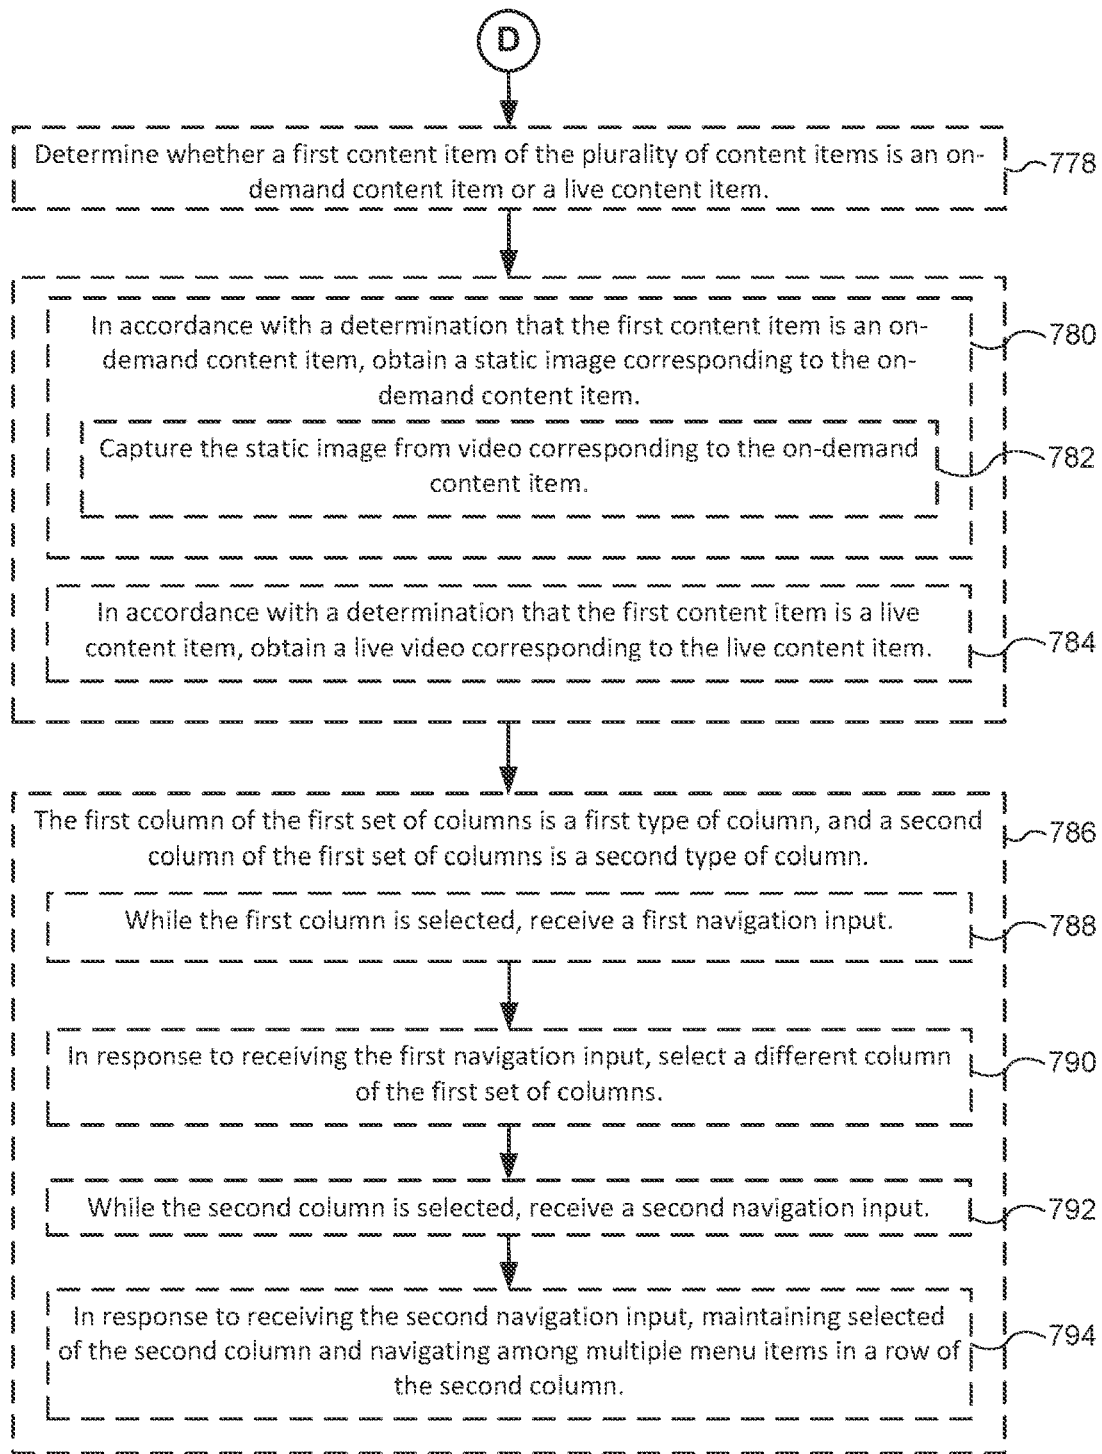 D
Determine whether a first content item of the plurality of content items is an on-
demand content item or a live content item.
778
In accordance with a determination that the first content item is an on-
demand content item, obtain a static image corresponding to the on-
demand content item.
780
Capture the static image from video corresponding to the on-demand
content item.
782
In accordance with a determination that the first content item is a live
content item, obtain a live video corresponding to the live content item.
784
The first column of the first set of columns is a first type of column, and a second
column of the first set of columns is a second type of column.
786
While the first column is selected, receive a first navigation input.
788
In response to receiving the first navigation input, select a different column
of the first set of columns.
790
While the second column is selected, receive a second navigation input.
792
In response to receiving the second navigation input, maintaining selected
of the second column and navigating among multiple menu items in a row of
the second column.
794